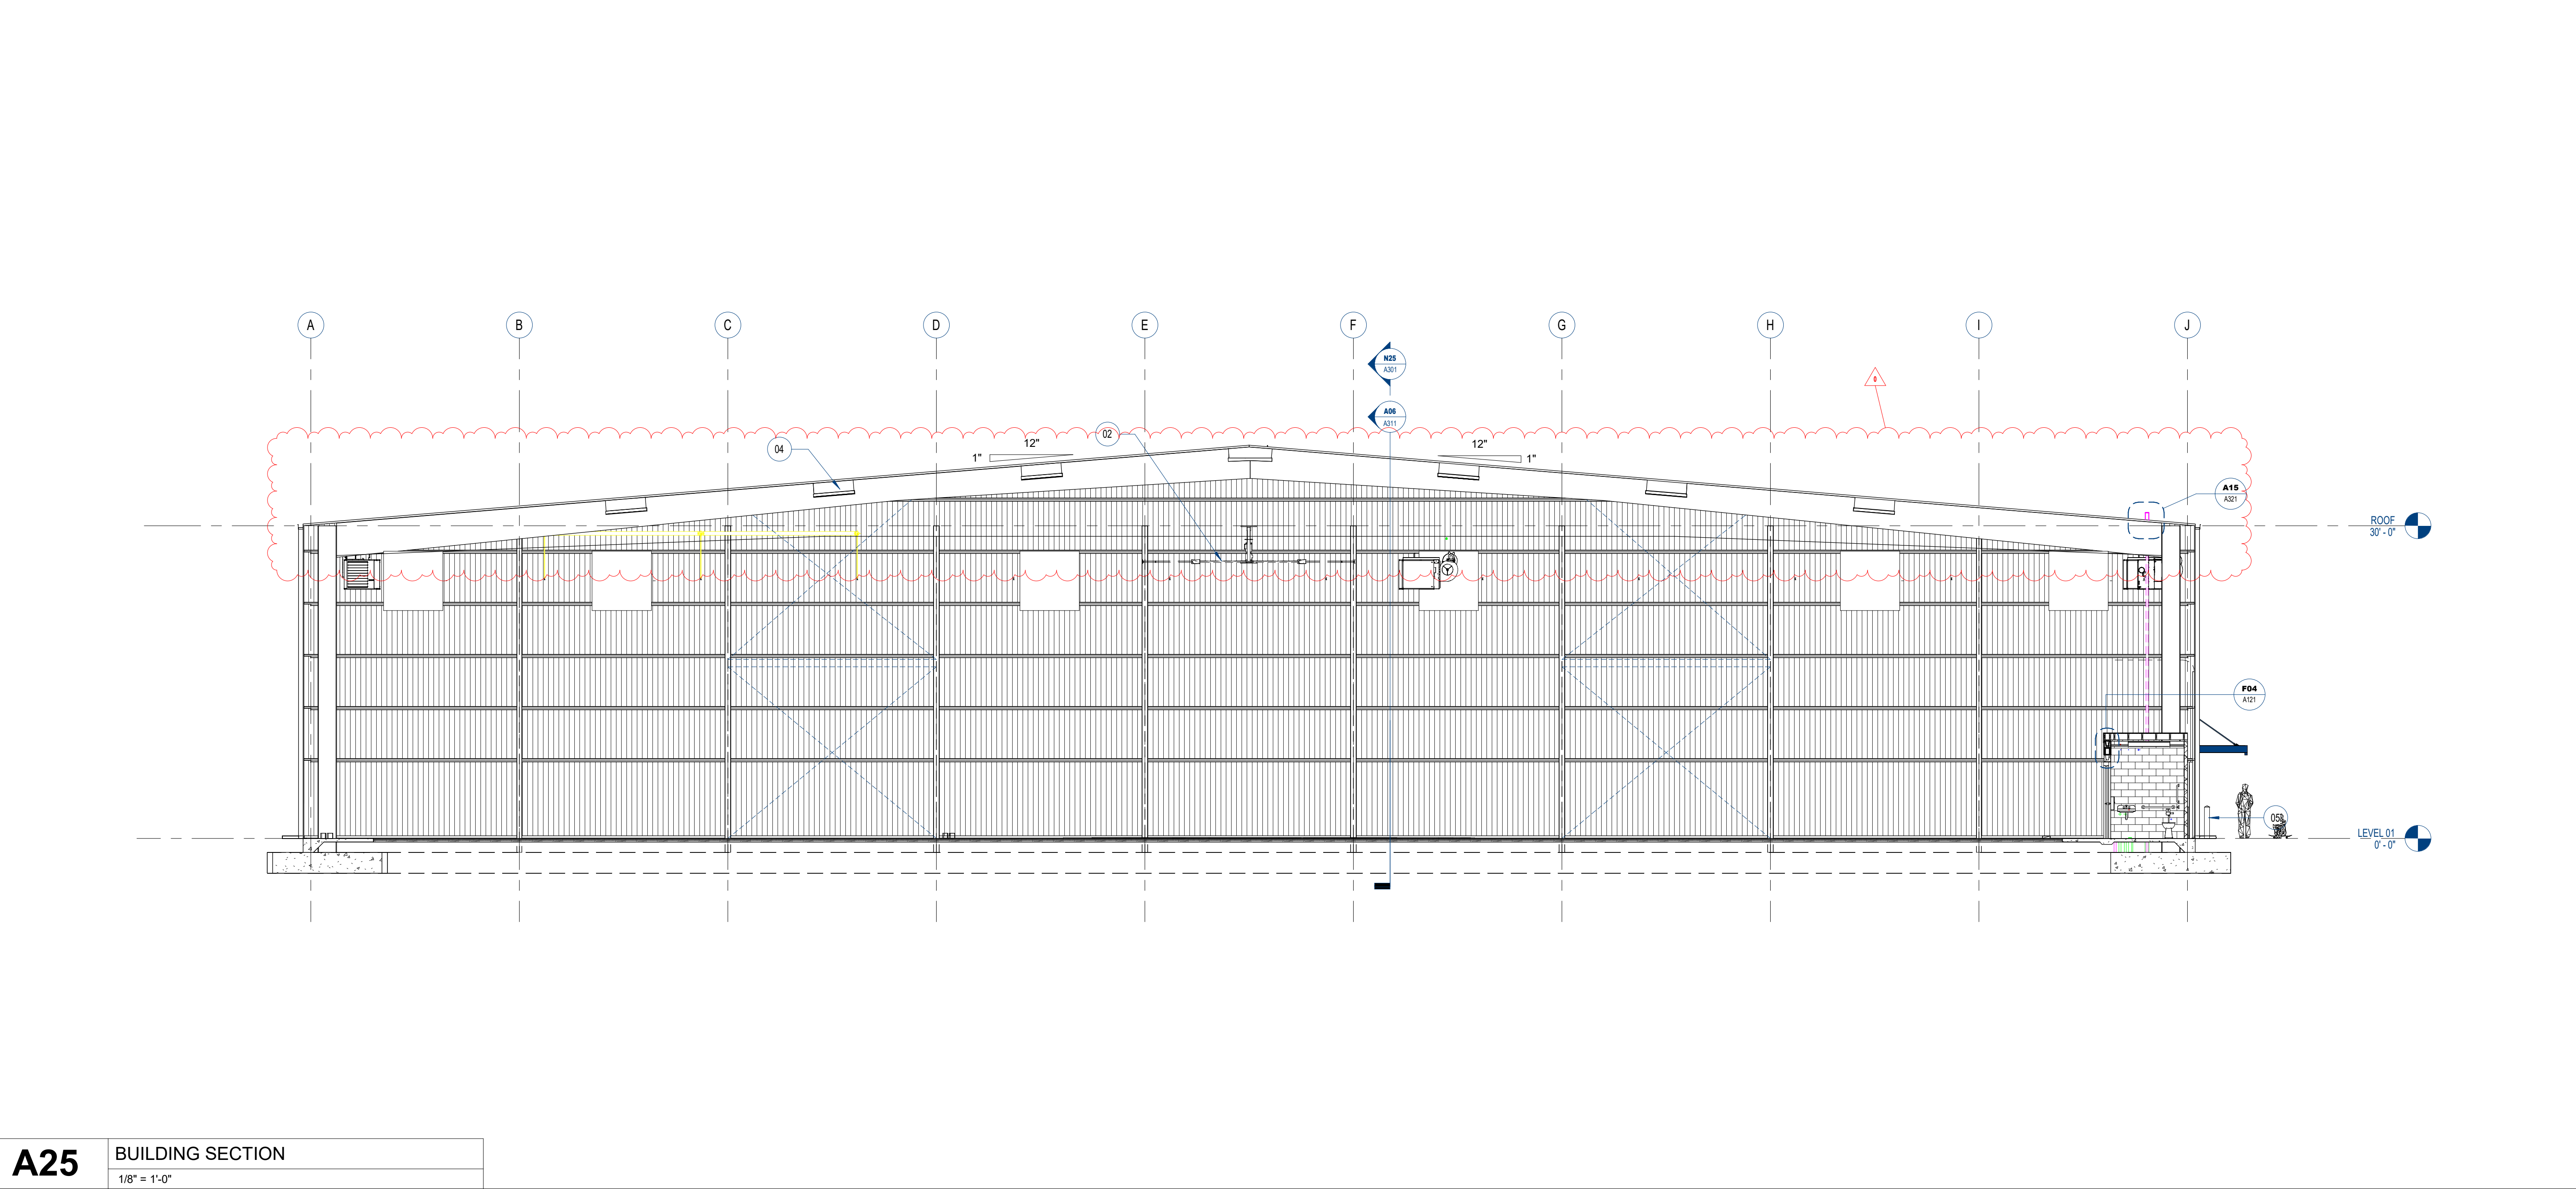 A B C D E F G H I J
N25
A301
0
A06
A311
02
12"
12"
04
1"
1"
A15
A321
ROOF
30' - 0"
F04
A121
05
LEVEL 01
0' - 0"
A25
BUILDING SECTION
1/8" = 1'-0"